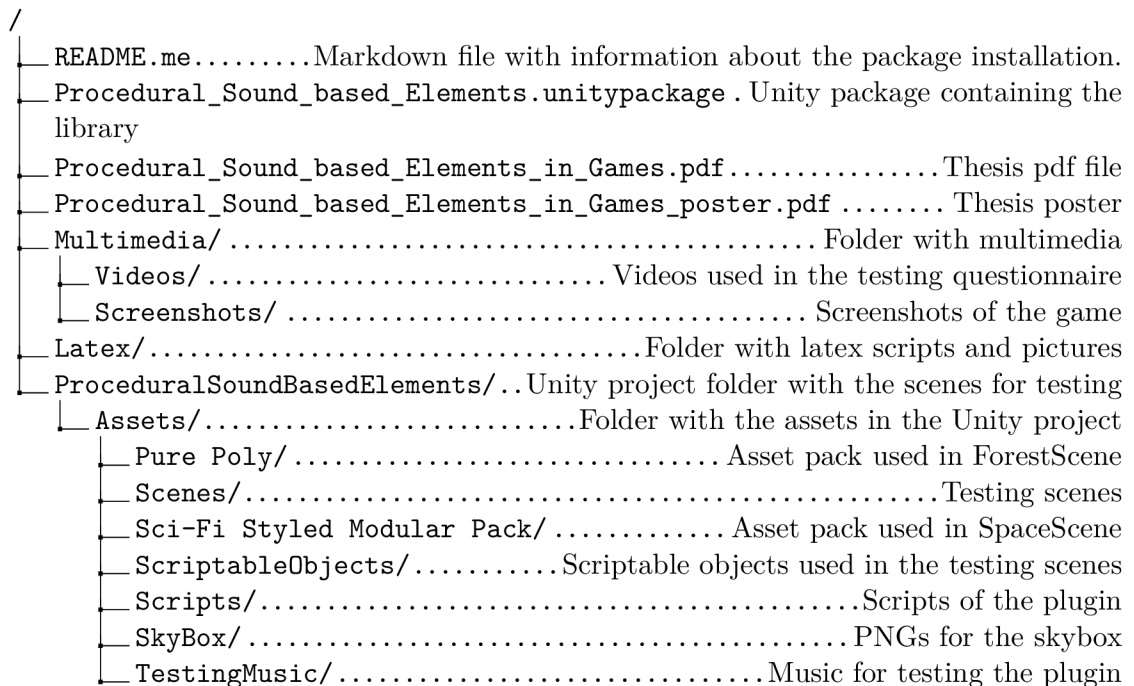 /
README.me.........Markdown file with information about the package installation.
Procedural_Sound_based_Elements.unitypackage . Unity package containing the
library
Procedural_Sound_based_Elements_in_Games.pdf................Thesis pdf file
Procedural_Sound_based_Elements_in_Games_poster.pdf ........ Thesis poster
Multimedia/ ............................................ Folder with multimedia
Videos/ .............................. Videos used in the testing questionnaire
Screenshots/ ....................................... Screenshots of the game
Latex/.....................................Folder with latex scripts and pictures
ProceduralSoundBasedElements/..Unity project folder with the scenes for testing
Assets/............................Folder with the assets in the Unity project
Pure Poly/ ................................ Asset pack used in ForestScene
Scenes/....................................................Testing scenes
Sci-Fi Styled Modular Pack/ ............. Asset pack used in SpaceScene
ScriptableObjects/...........Scriptable objects used in the testing scenes
Scripts/.............................................Scripts of the plugin
SkyBox/ ............................................. PNGs for the skybox
TestingMusic/ ................................ Music for testing the plugin